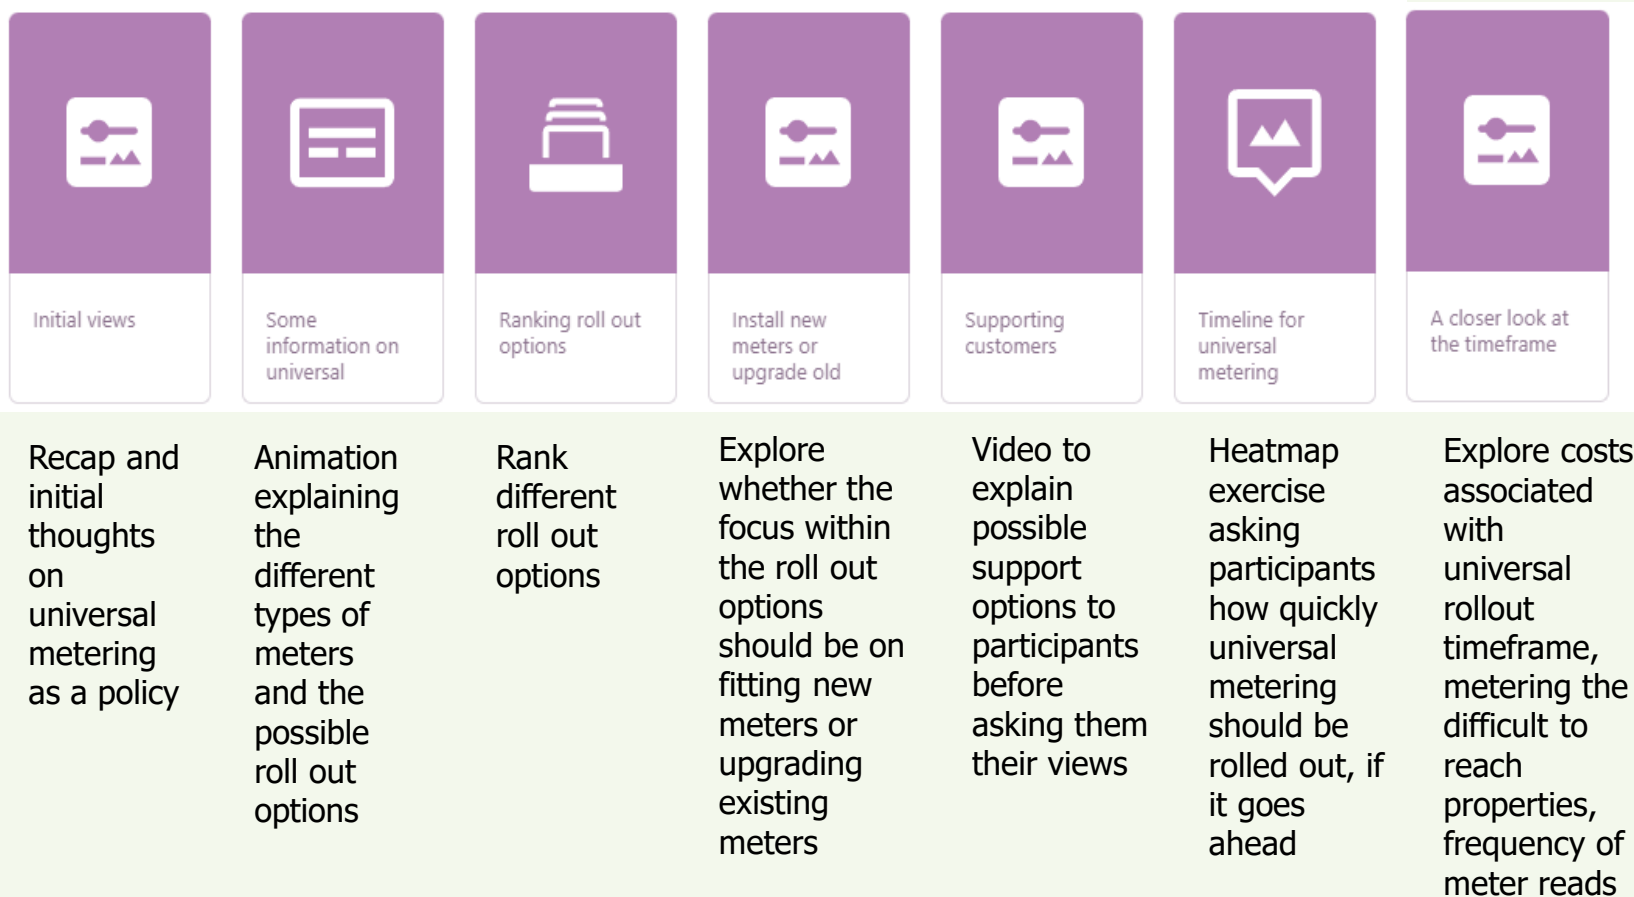 Initial views
Some
information on
universal
Ranking roll out
options
Install new
meters or
upgrade old
Supporting
customers
Timeline for
universal
metering
A closer look at
the timeframe
Recap and
initial
thoughts
on
universal
metering
as a policy
Animation
explaining
the
different
types of
meters
and the
possible
roll out
options
Rank
different
roll out
options
Explore
whether the
focus within
the roll out
options
should be on
fitting new
meters or
upgrading
existing
meters
Video to
explain
possible
support
options to
participants
before
asking them
their views
Heatmap
exercise
asking
participants
how quickly
universal
metering
should be
rolled out, if
it goes
ahead
Explore costs
associated
with
universal
rollout
timeframe,
metering the
difficult to
reach
properties,
frequency of
meter reads